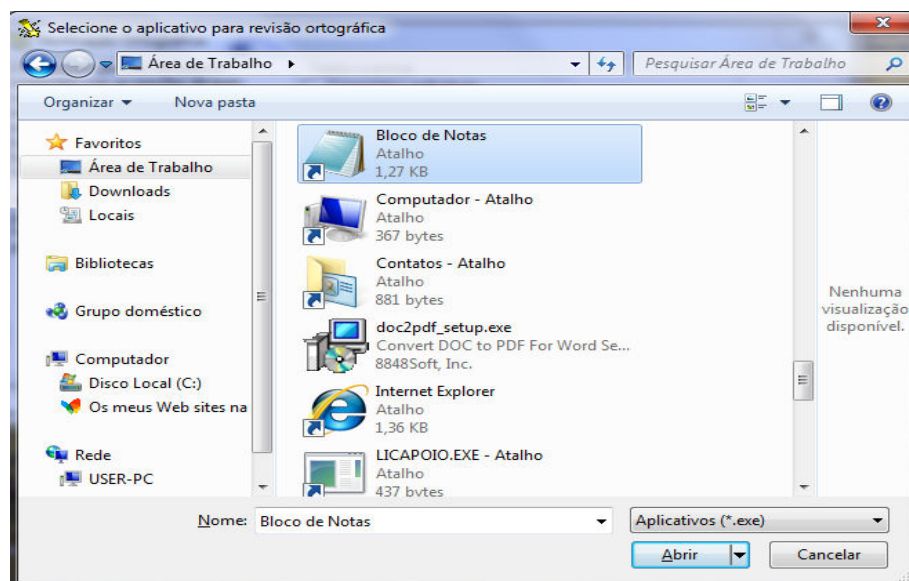 Selecione o aplicativo para revisão ortográfica
Área de Trabalho
Pesquisar Área de Trabalho
Organizar Nova pasta
Favoritos
Área de Trabalho
Downloads
Locais
Bibliotecas
Grupo doméstico
Computador
Disco Local (C:)
Os meus Web sites na
Rede
USER-PC
Bloco de Notas
Atalho
1,27 KB
Computador - Atalho
Atalho
367 bytes
Contatos - Atalho
Atalho
881 bytes
doc2pdf_setup.exe
Convert DOC to PDF For Word Se...
8848Soft, Inc.
Internet Explorer
Atalho
1,36 KB
LICAPOIO.EXE - Atalho
Atalho
437 bytes
Nenhuma
visualização
disponível.
Nome: Bloco de Notas
Aplicativos (*.exe)
Abrir Cancelar